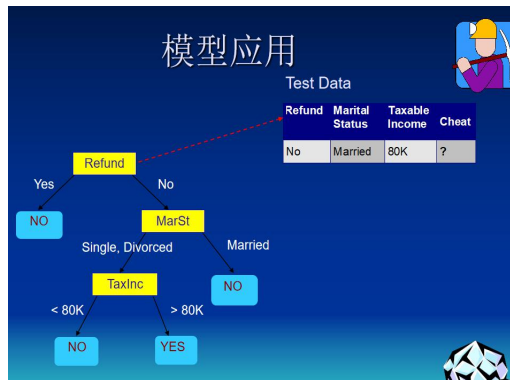 模型应用
Test Data
Refund Marital Status Taxable Income Cheat
No Married 80K ?
Refund
Yes No
NO MarSt
Single, Divorced Married
TaxInc NO
< 80K > 80K
NO YES